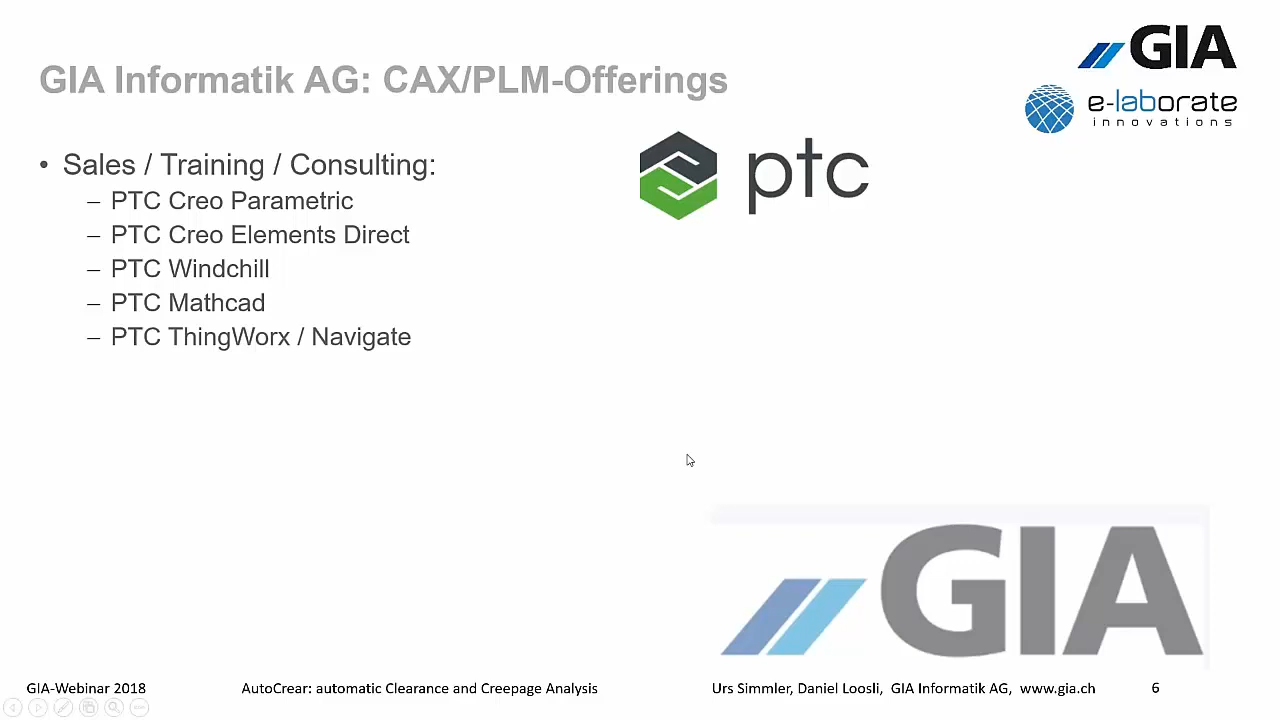 GIA
GIA Informatik AG: CAX/PLM-Offerings
e-laborate
innovations
ptc
• Sales / Training / Consulting:
– PTC Creo Parametric
– PTC Creo Elements Direct
– PTC Windchill
– PTC Mathcad
– PTC ThingWorx / Navigate
GIA
GIA-Webinar 2018 AutoCrear: automatic Clearance and Creepage Analysis Urs Simmler, Daniel Loosli, GIA Informatik AG, www.gia.ch 6